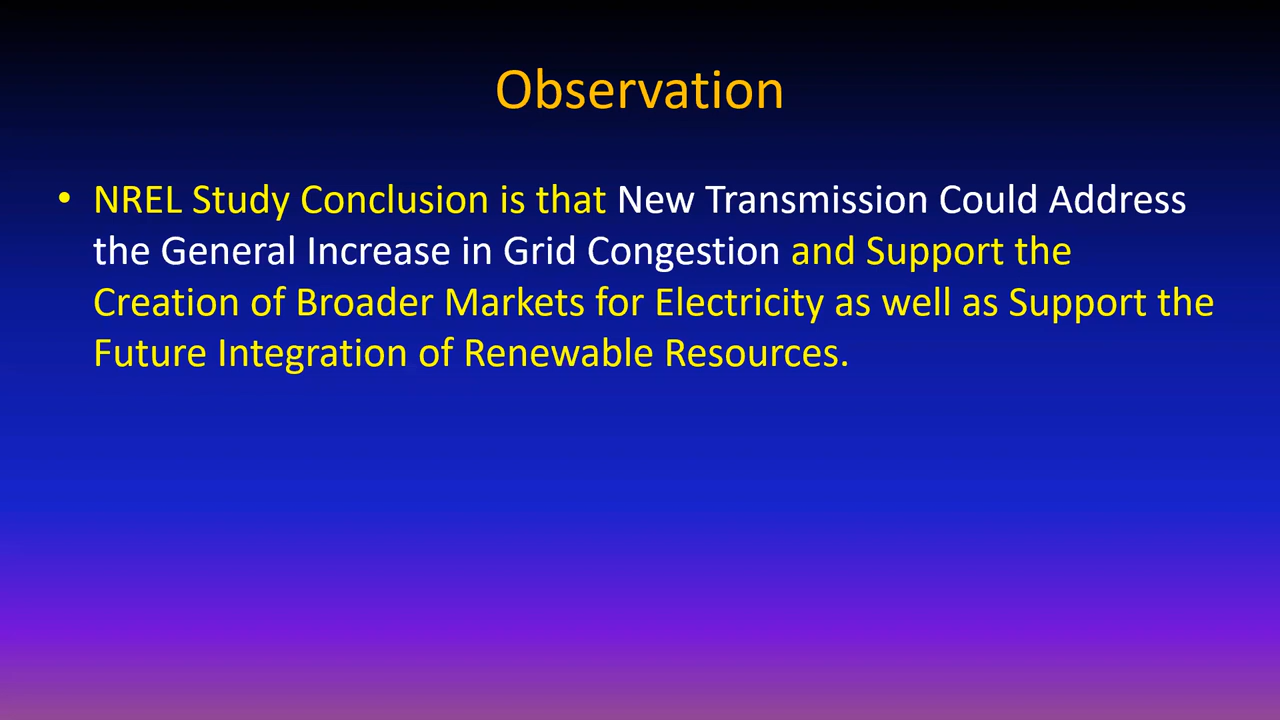 Observation
• NREL Study Conclusion is that New Transmission Could Address
the General Increase in Grid Congestion and Support the
Creation of Broader Markets for Electricity as well as Support the
Future Integration of Renewable Resources.